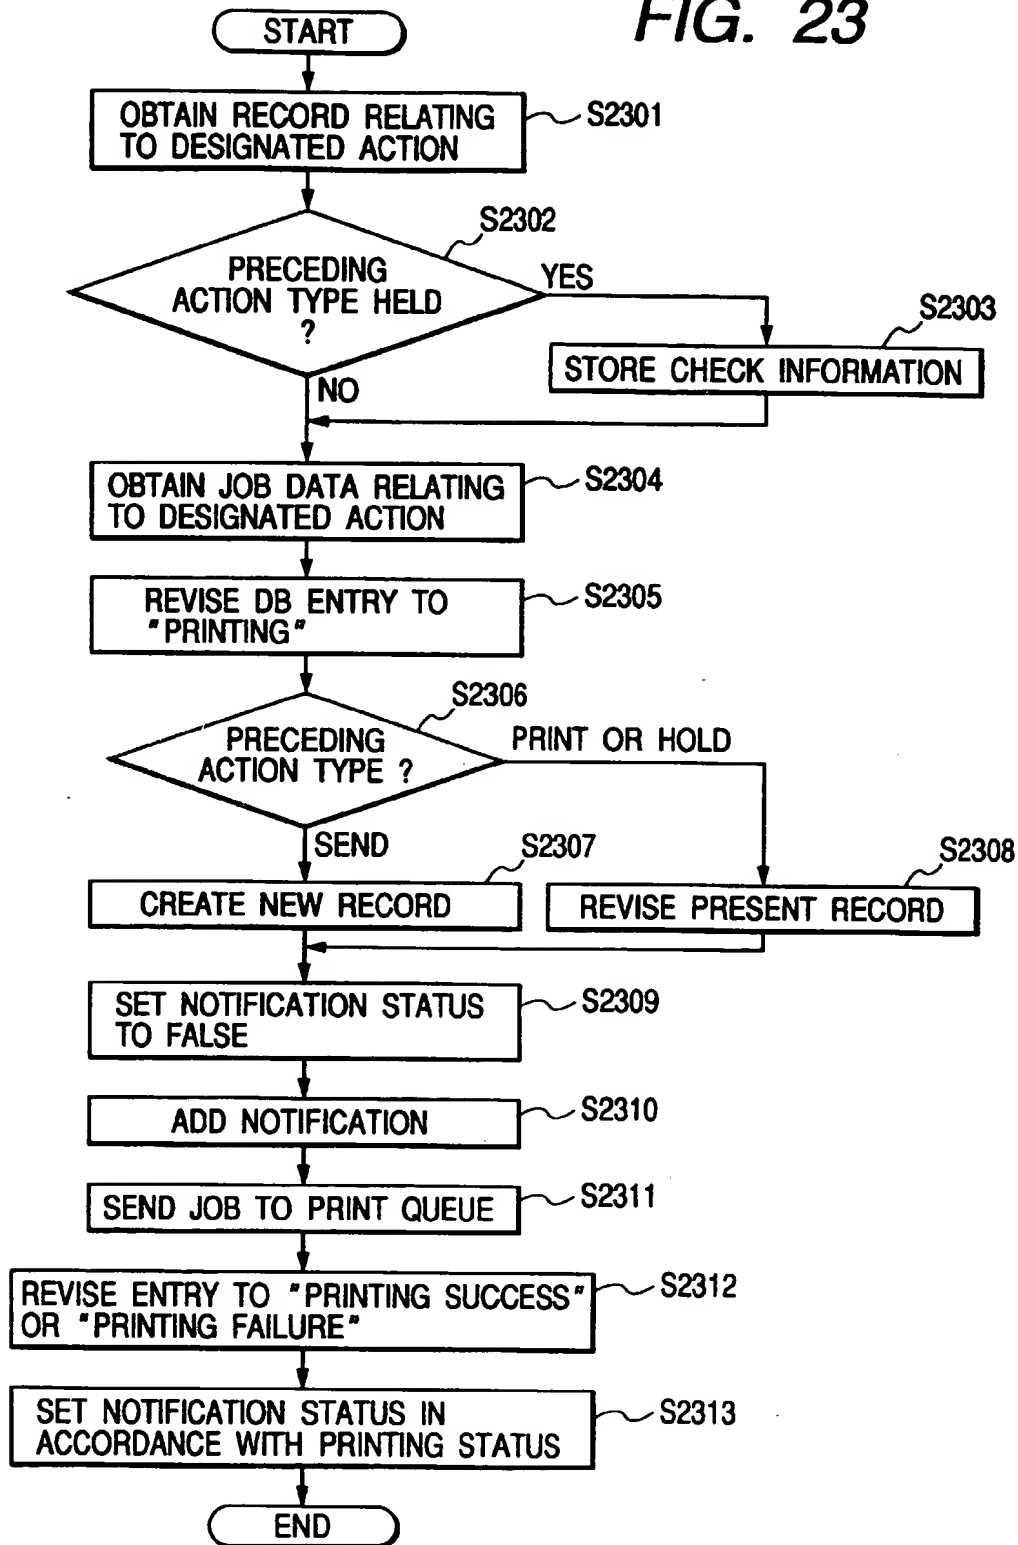 FIG. 23
START
OBTAIN RECORD RELATING
TO DESIGNATED ACTION
S2301
S2302
PRECEDING
ACTION TYPE HELD
?
YES
NO
S2303
STORE CHECK INFORMATION
OBTAIN JOB DATA RELATING
TO DESIGNATED ACTION
S2304
REVISE DB ENTRY TO
"PRINTING"
S2305
S2306
PRECEDING
ACTION TYPE ?
PRINT OR HOLD
SEND
S2307
CREATE NEW RECORD
S2308
REVISE PRESENT RECORD
SET NOTIFICATION STATUS
TO FALSE
S2309
ADD NOTIFICATION
S2310
SEND JOB TO PRINT QUEUE
S2311
REVISE ENTRY TO "PRINTING SUCCESS"
OR "PRINTING FAILURE"
S2312
SET NOTIFICATION STATUS IN
ACCORDANCE WITH PRINTING STATUS
S2313
END